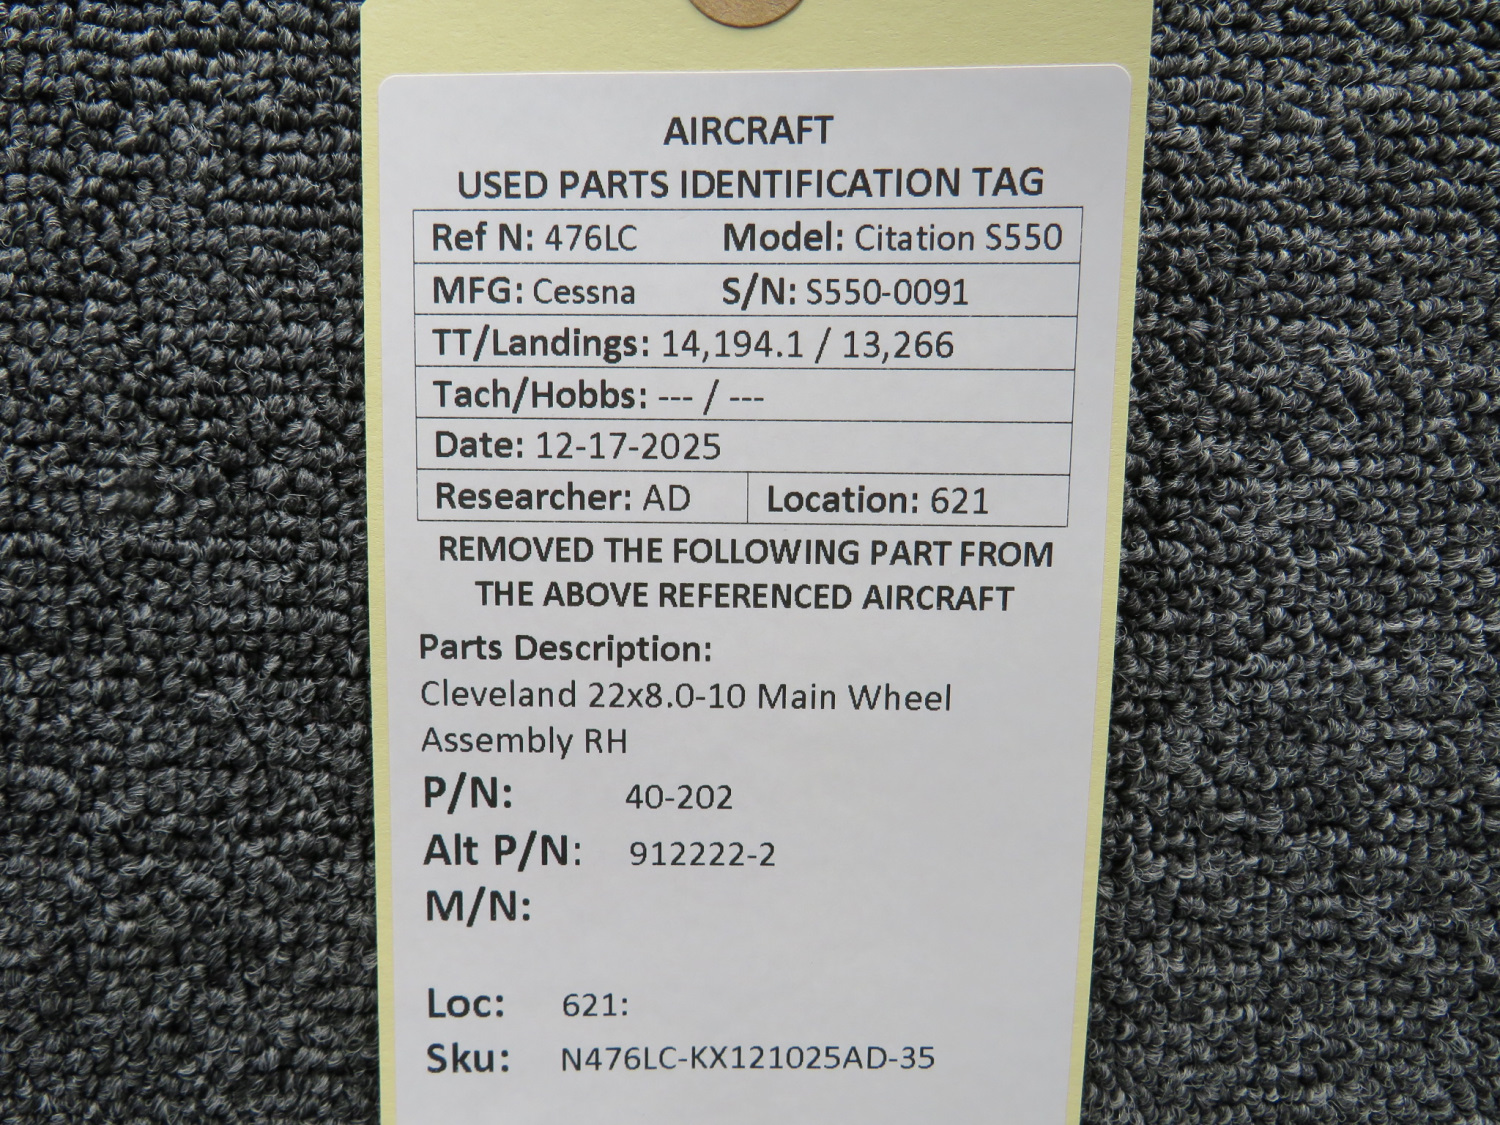 AIRCRAFT
USED PARTS IDENTIFICATION TAG
Ref N: 476LC Model: Citation S550
MFG: Cessna S/N: S550-0091
TT/Landings: 14,194.1 / 13,266
Tach/Hobbs: --- / ---
Date: 12-17-2025
Researcher: AD Location: 621
REMOVED THE FOLLOWING PART FROM
THE ABOVE REFERENCED AIRCRAFT
Parts Description:
Cleveland 22x8.0-10 Main Wheel
Assembly RH
P/N: 40-202
Alt P/N: 912222-2
M/N:
Loc: 621:
Sku: N476LC-KX121025AD-35